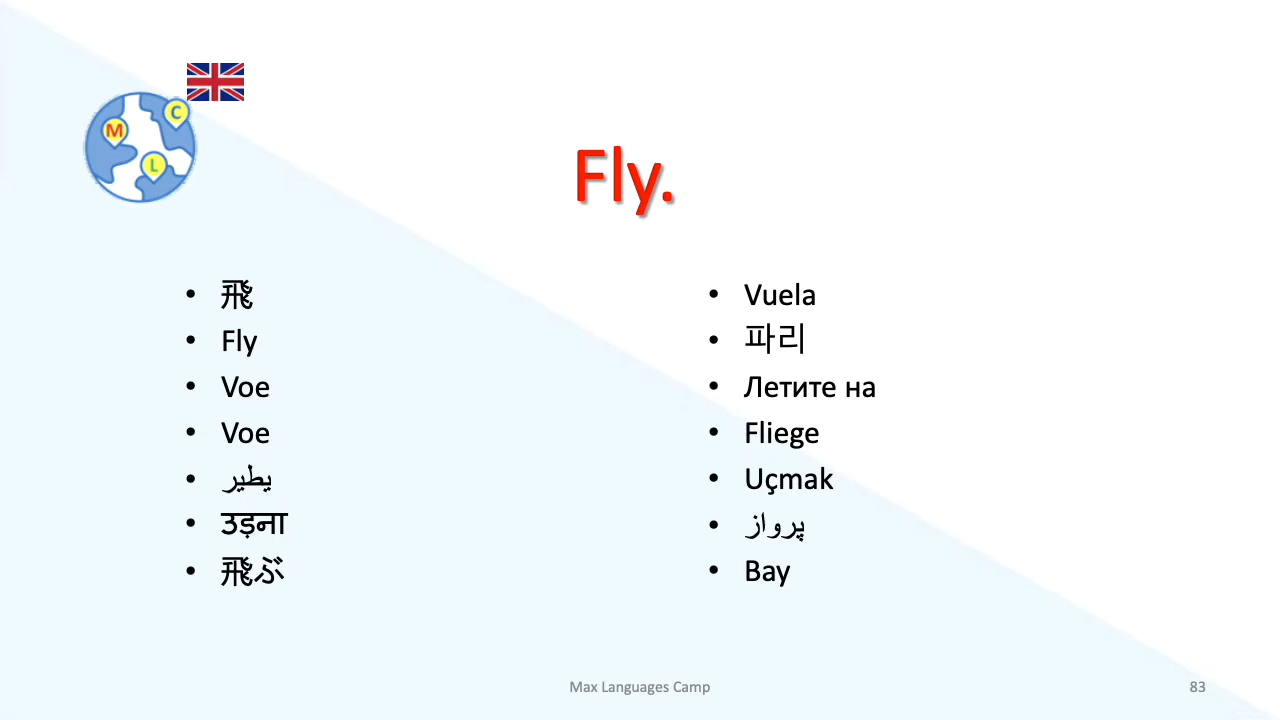 C
M
L
Fly.
• 飛
• Fly
• Voe
• Voe
• يطير
• उड़ना
• 飛ぶ
• Vuela
• 파리
• Летите на
• Fliege
• Uçmak
• پرواز
• Bay
Max Languages Camp
83